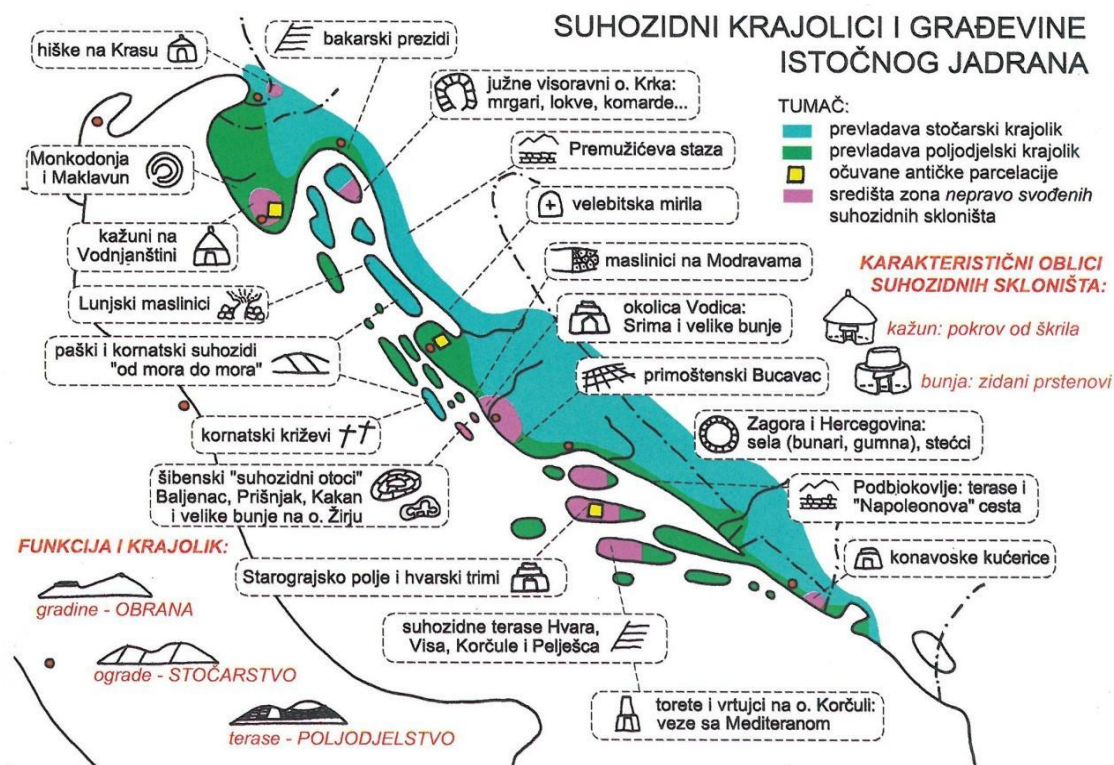 SUHOZIDNI KRAJOLICI I GRAĐEVINE
ISTOČNOG JADRANA
TUMAČ:
prevladava stočarski krajolik
prevladava poljodjelski krajolik
očuvane antičke parcelacije
središta zona nepravo svođenih
suhozidnih skloništa
KARAKTERISTIČNI OBLICI
SUHOZIDNIH SKLONIŠTA:
kažun: pokrov od škrila
bunja: zidani prstenovi
hiške na Krasu
bakarski prezidi
južne visoravni o. Krka:
mrgari, lokve, komarde...
Premužićeva staza
Monkodonja
i Maklavun
velebitska mirila
kažuni na
Vodnjanštini
maslinici na Modravama
Lunjski maslinici
okolica Vodica:
Srima i velike bunje
paški i kornatski suhozidi
"od mora do mora"
primoštenski Bucavac
kornatski križevi
Zagora i Hercegovina:
sela (bunari, gumna), stećci
šibenski "suhozidni otoci"
Baljenac, Prišnjak, Kakan
i velike bunje na o. Žirju
Podbiokovlje: terase i
"Napoleonova" cesta
Starograjsko polje i hvarski trimi
konavoske kućerice
suhozidne terase Hvara,
Visa, Korčule i Pelješca
torete i vrtujci na o. Korčuli:
veze sa Mediteranom
FUNKCIJA I KRAJOLIK:
gradine - OBRANA
ograde - STOČARSTVO
terase - POLJODJELSTVO